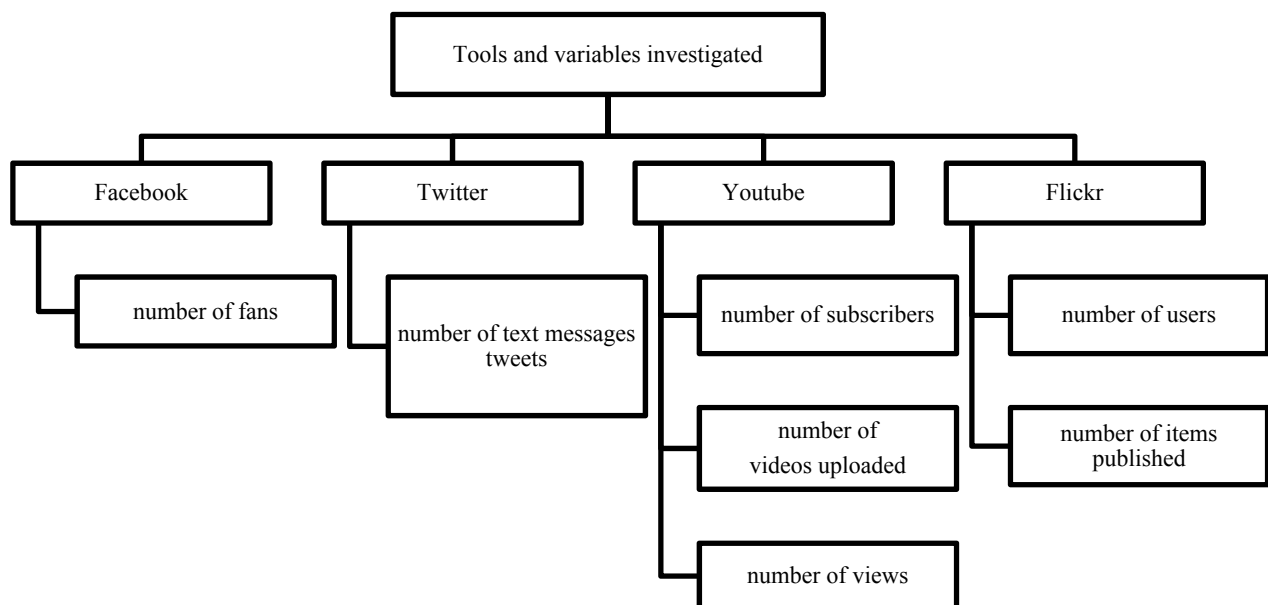 Tools and variables investigated
Facebook
Twitter
Youtube
Flickr
number of fans
number of text messages
tweets
number of subscribers
number of users
number of
videos uploaded
number of items
published
number of views